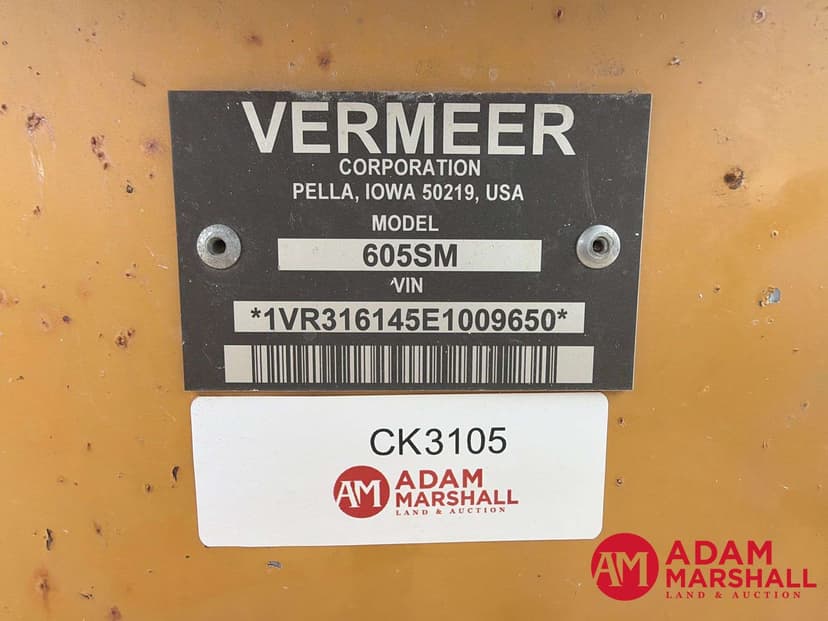 VERMEER
CORPORATION
PELLA, IOWA 50219, USA
MODEL
605SM
VIN
*1VR316145E1009650*
CK3105
AM ADAM
MARSHALL
LAND & AUCTION
AM ADAM
MARSHALL
LAND & AUCTION